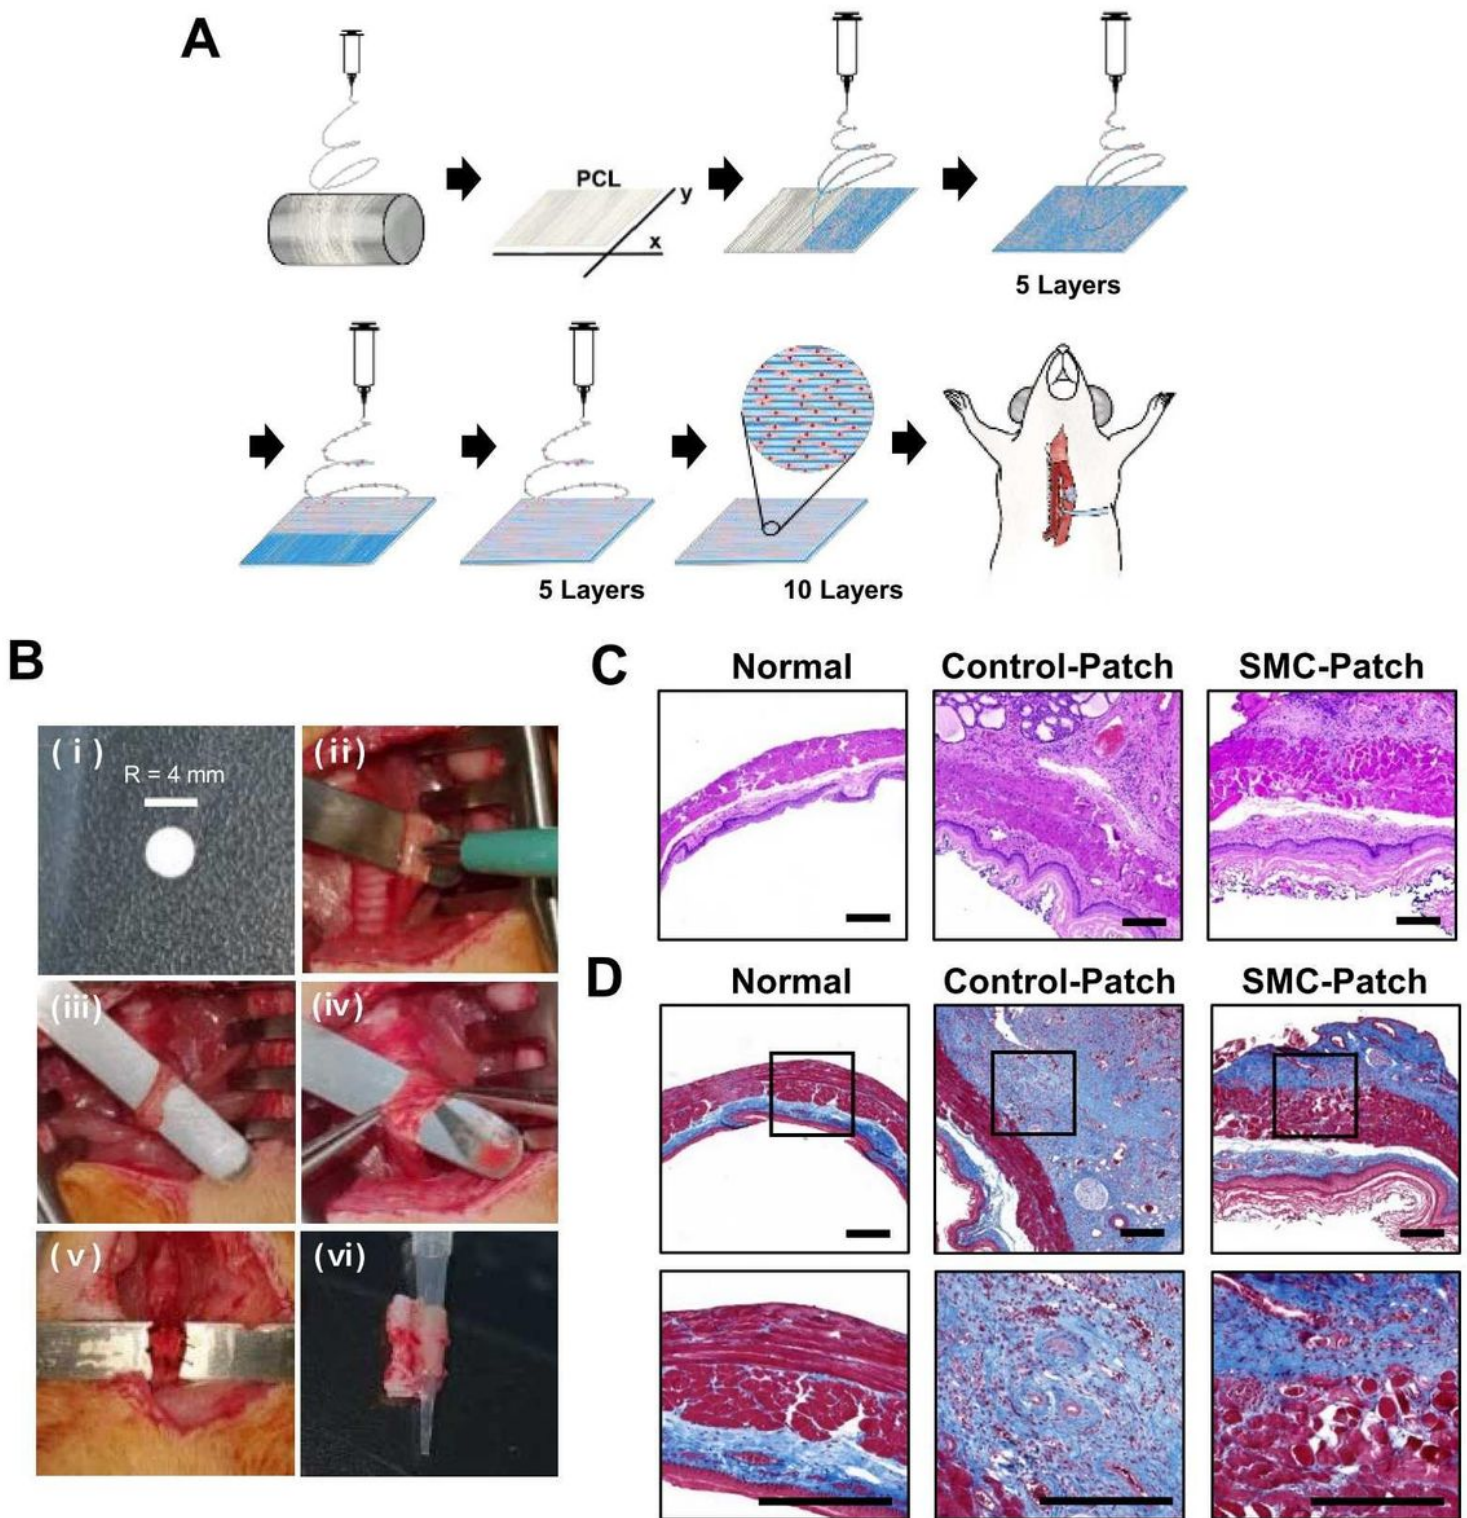 A
PCL
y
x
5 Layers
5 Layers
10 Layers
B
(i)
R = 4 mm
(ii)
(iii)
(iv)
(v)
(vi)
C
Normal
Control-Patch
SMC-Patch
D
Normal
Control-Patch
SMC-Patch